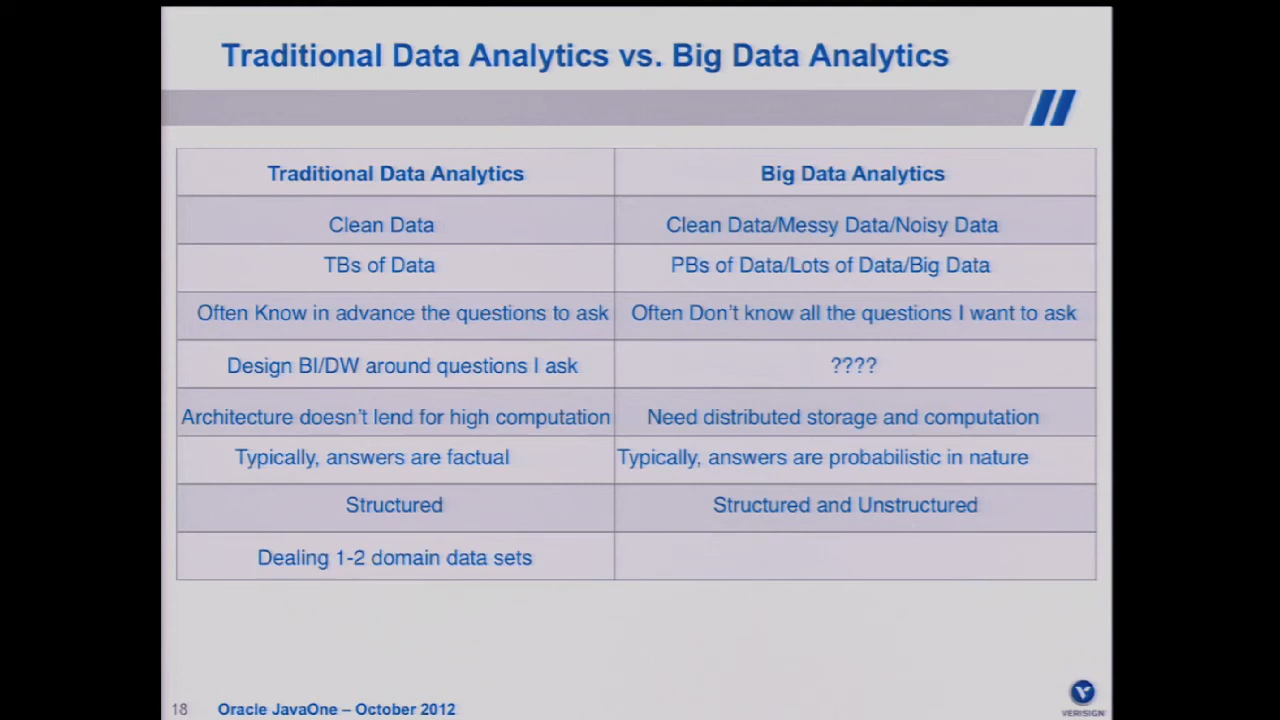 Traditional Data Analytics vs. Big Data Analytics
Traditional Data Analytics
Big Data Analytics
Clean Data
Clean Data/Messy Data/Noisy Data
TBs of Data
PBs of Data/Lots of Data/Big Data
Often Know in advance the questions to ask
Often Don't know all the questions I want to ask
Design BI/DW around questions I ask
????
Architecture doesn't lend for high computation
Need distributed storage and computation
Typically, answers are factual
Typically, answers are probabilistic in nature
Structured
Structured and Unstructured
Dealing 1-2 domain data sets
18
Oracle JavaOne – October 2012
VERISIGN